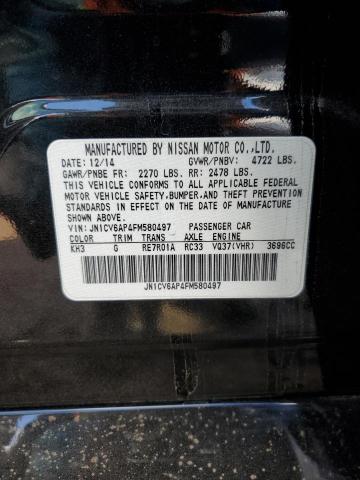 MANUFACTURED BY NISSAN MOTOR CO.,LTD.
DATE: 12/14 GVWR/PNBV: 4722 LBS.
GAWR/PNBE FR: 2270 LBS. RR: 2478 LBS.
THIS VEHICLE CONFORMS TO ALL APPLICABLE FEDERAL
MOTOR VEHICLE SAFETY,BUMPER,AND THEFT PREVENTION
STANDARDS IN EFFECT ON THE DATE OF MANUFACTURE
SHOWN ABOVE.
VIN: JN1CV6AP4FM580497 PASSENGER CAR
COLOR TRIM TRANS AXLE ENGINE
KH3 G RE7R01A RC33 VQ37(VHR) 3696CC
JN1CV6AP4FM580497